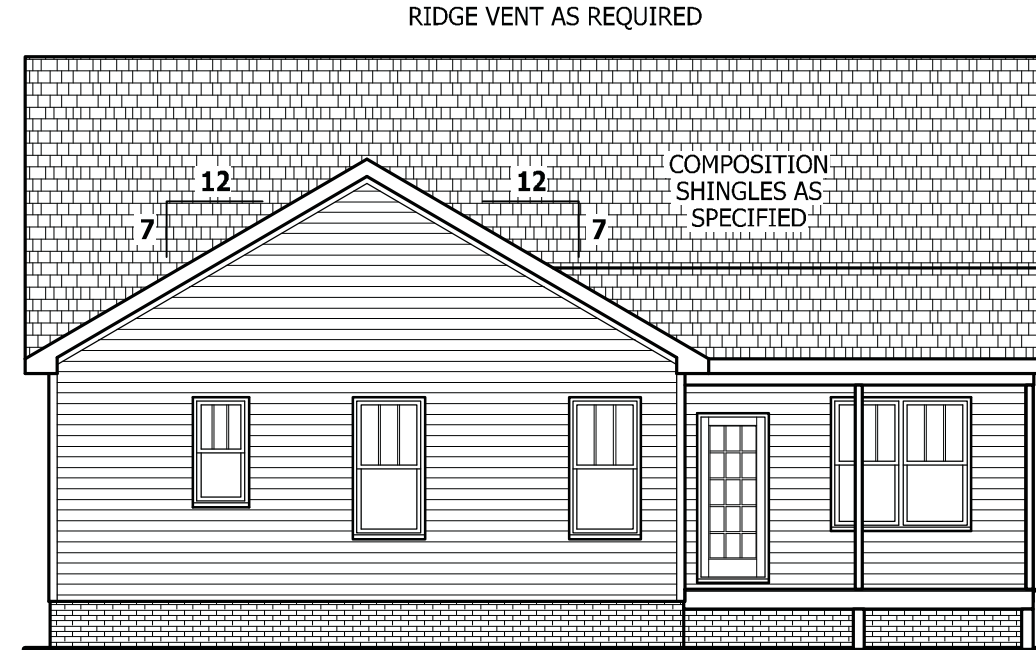 RIDGE VENT AS REQUIRED
12
7
12
7
COMPOSITION
SHINGLES AS
SPECIFIED